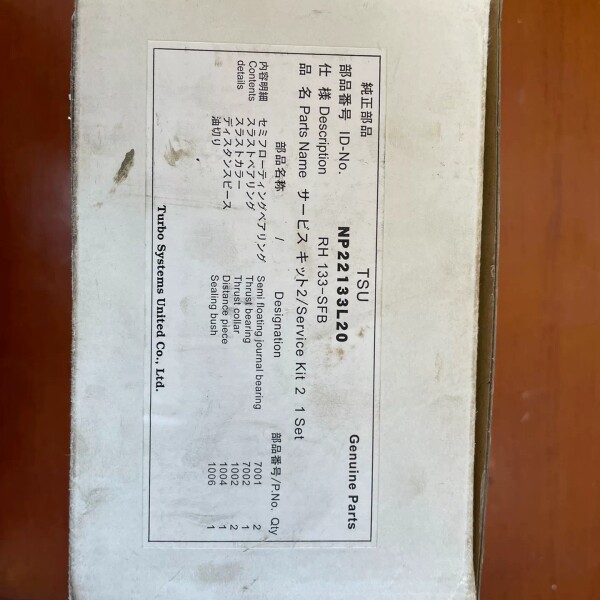 純正部品 TSU Genuine Parts
部品番号 ID-No. NP22133L20
仕 様 Description RH 133-SFB
品 名 Parts Name サービス キット2/Service Kit 2 1 Set
内容明細 Contents details
部品名称 / Designation 部品番号/P.No. Qty
セミフローティングベアリング Semi floating journal bearing 7001 2
スラストベアリング Thrust bearing 7002 1
スラストカラー Thrust collar 1002 2
ディスタンスピース Distance piece 1004 1
油切り Sealing bush 1006 1
Turbo Systems United Co., Ltd.